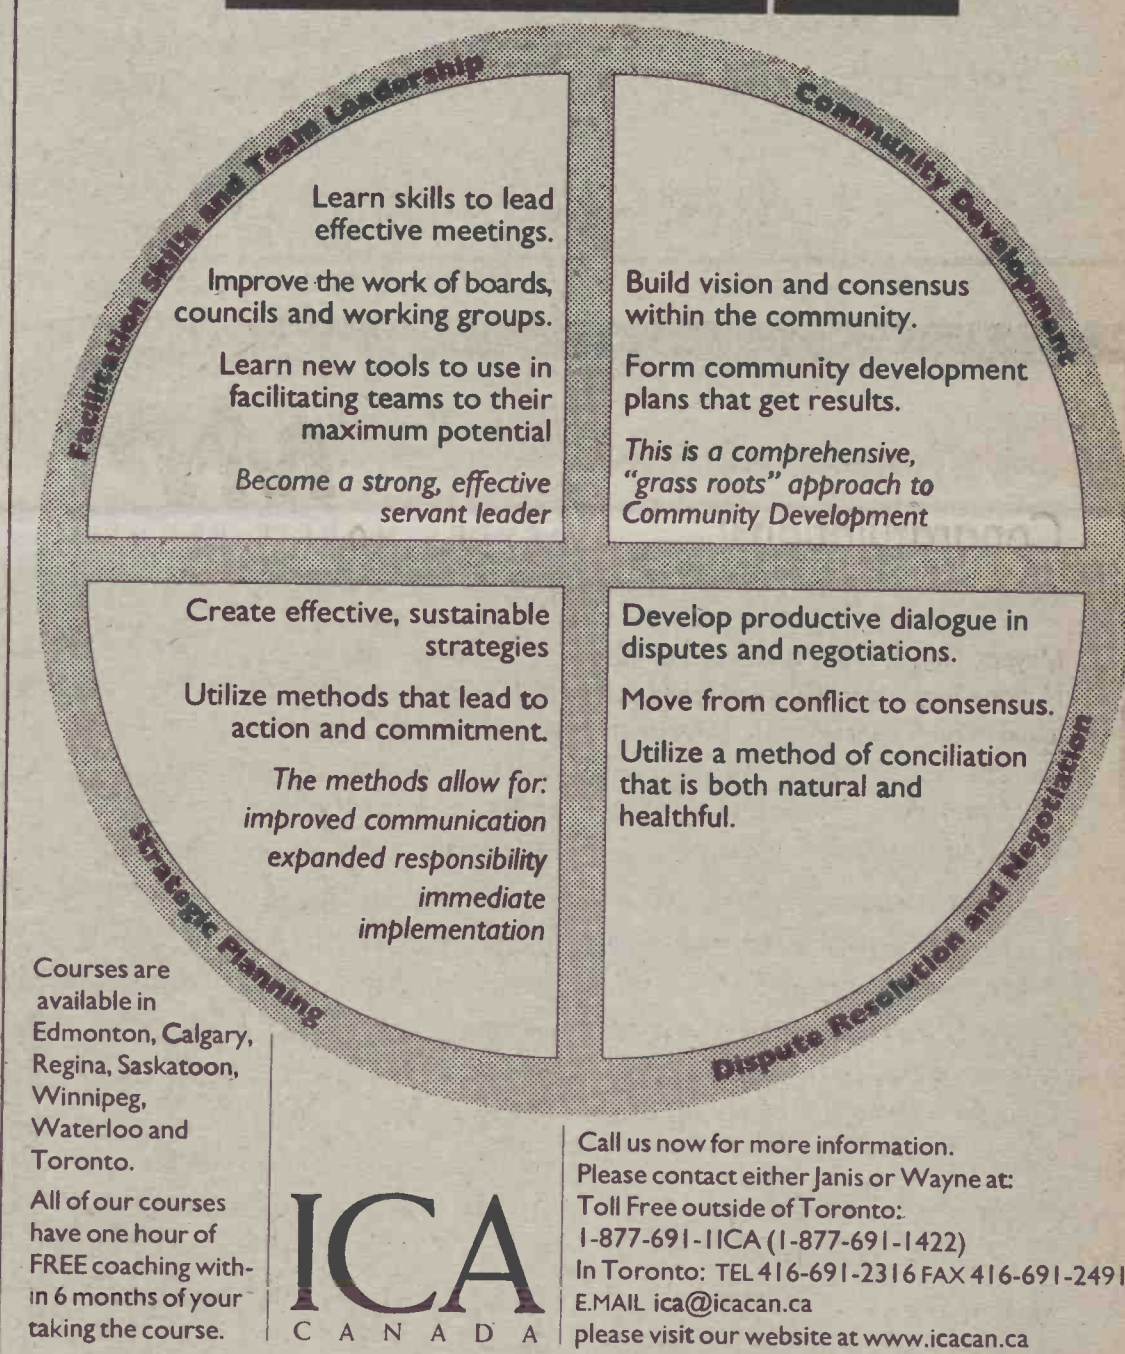 Facilitation Skills and Team Leadership
Learn skills to lead
effective meetings.
Improve the work of boards,
councils and working groups.
Learn new tools to use in
facilitating teams to their
maximum potential
Become a strong, effective
servant leader
Community Development
Build vision and consensus
within the community.
Form community development
plans that get results.
This is a comprehensive,
"grass roots" approach to
Community Development
Create effective, sustainable
strategies
Utilize methods that lead to
action and commitment.
The methods allow for:
improved communication
expanded responsibility
immediate
implementation
Strategic Planning
Develop productive dialogue in
disputes and negotiations.
Move from conflict to consensus.
Utilize a method of conciliation
that is both natural and
healthful.
Dispute Resolution and Negotiation
Courses are
available in
Edmonton, Calgary,
Regina, Saskatoon,
Winnipeg,
Waterloo and
Toronto.
All of our courses
have one hour of
FREE coaching with-
in 6 months of your
taking the course.
ICA
CANADA
Call us now for more information.
Please contact either Janis or Wayne at:
Toll Free outside of Toronto:
1-877-691-1ICA (1-877-691-1422)
In Toronto: TEL 416-691-2316 FAX 416-691-2491
E.MAIL ica@icacan.ca
please visit our website at www.icacan.ca